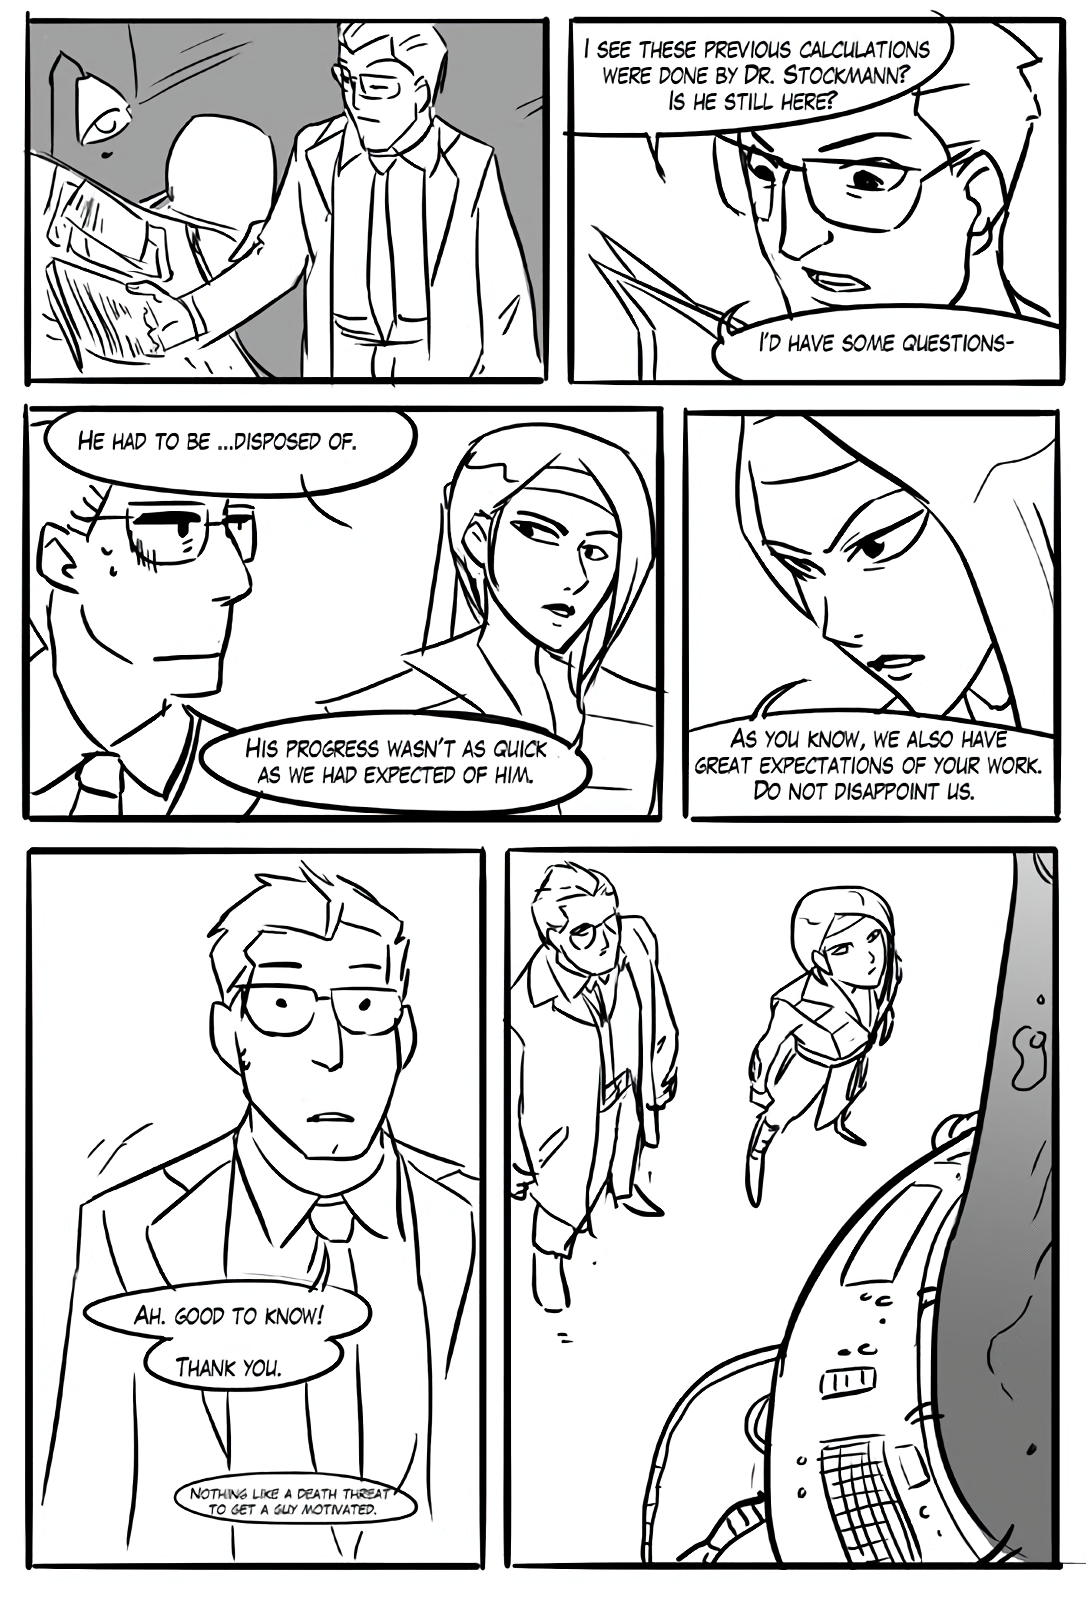 I see these previous calculations
were done by Dr. Stockmann?
Is he still here?
I'd have some questions-
He had to be ...disposed of.
His progress wasn't as quick
as we had expected of him.
As you know, we also have
great expectations of your work.
Do not disappoint us.
Ah. Good to know!
Thank you.
Nothing like a death threat
to get a guy motivated.